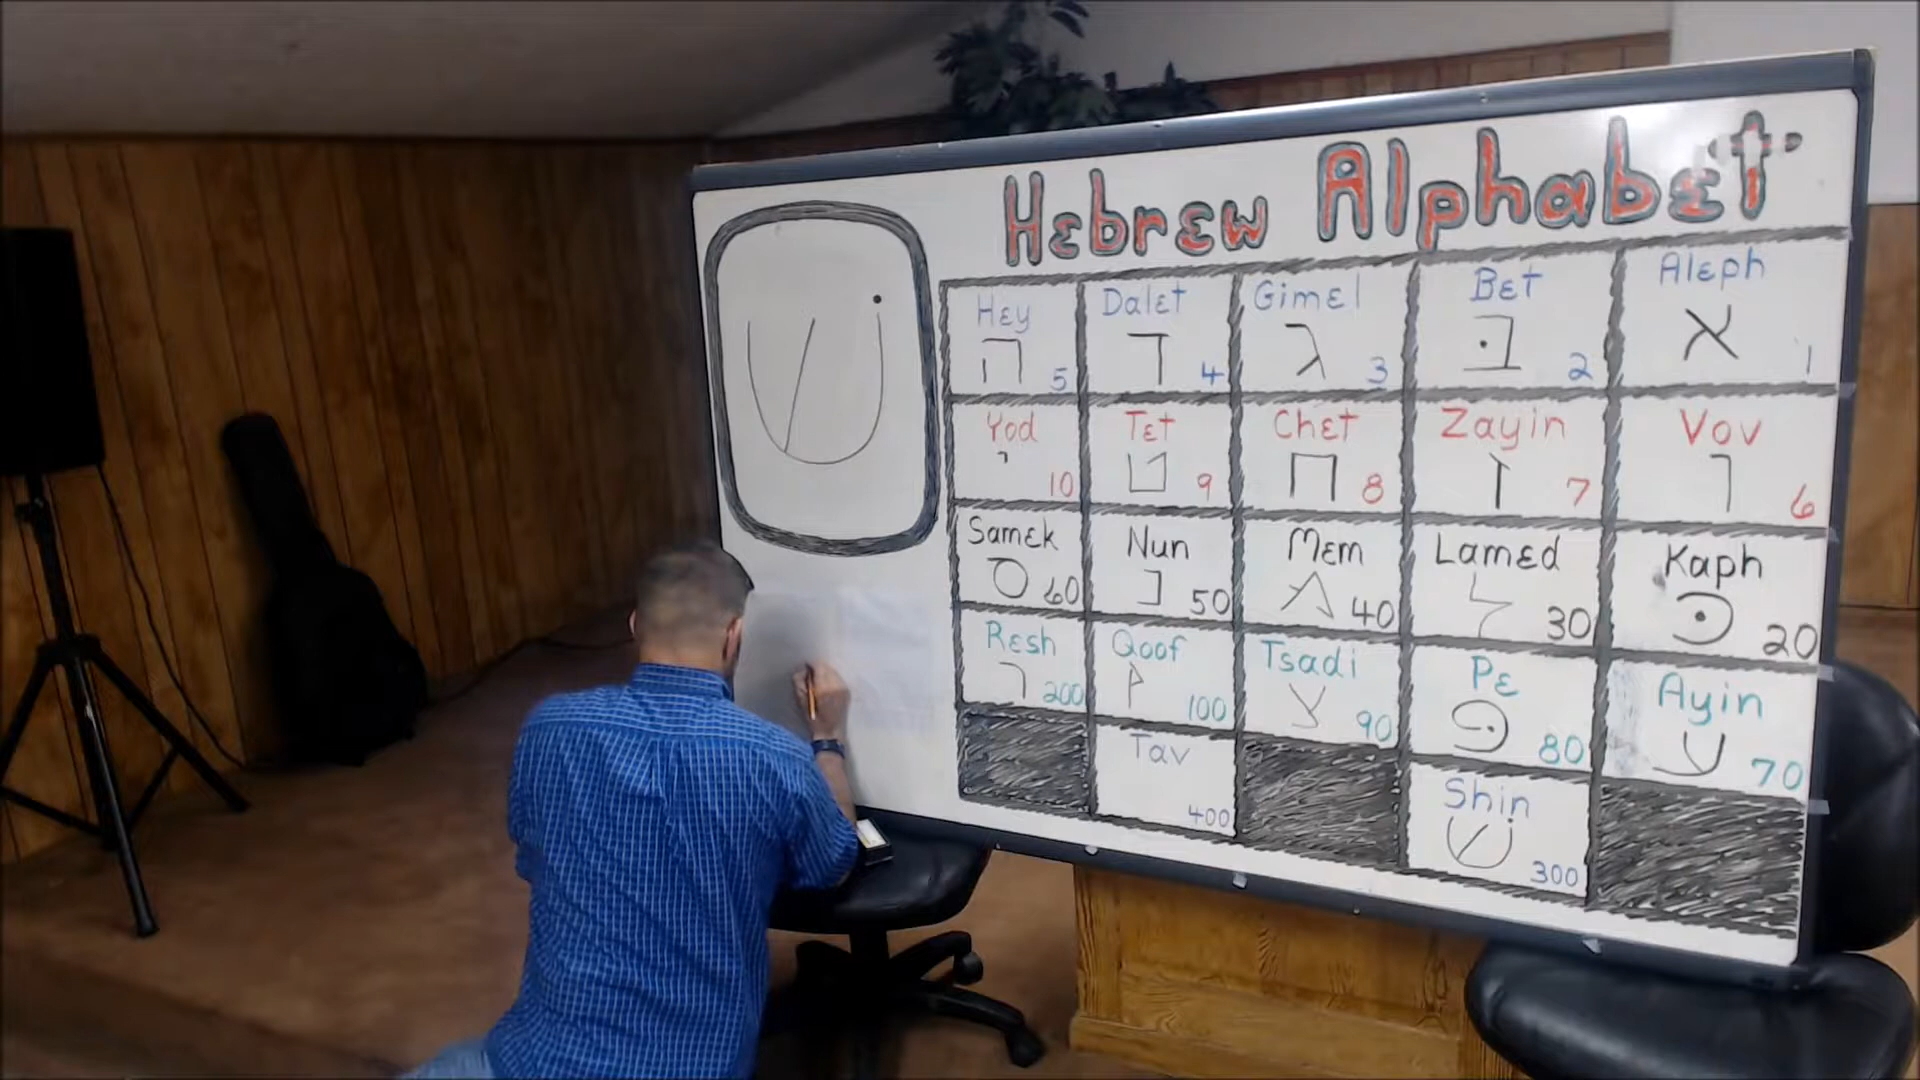 Hebrew Alphabet
Aleph
א
1
Bet
בּ
2
Gimel
ג
3
Dalet
ד
4
Hey
ה
5
Vov
ו
6
Zayin
ז
7
Chet
ח
8
Tet
ט
9
Yod
י
10
Kaph
כּ
20
Lamed
ל
30
Mem
מ
40
Nun
נ
50
Samek
ס
60
Ayin
ע
70
Pe
פּ
80
Tsadi
צ
90
Qoof
ק
100
Resh
ר
200
Shin
שׁ
300
Tav
400
שׁ